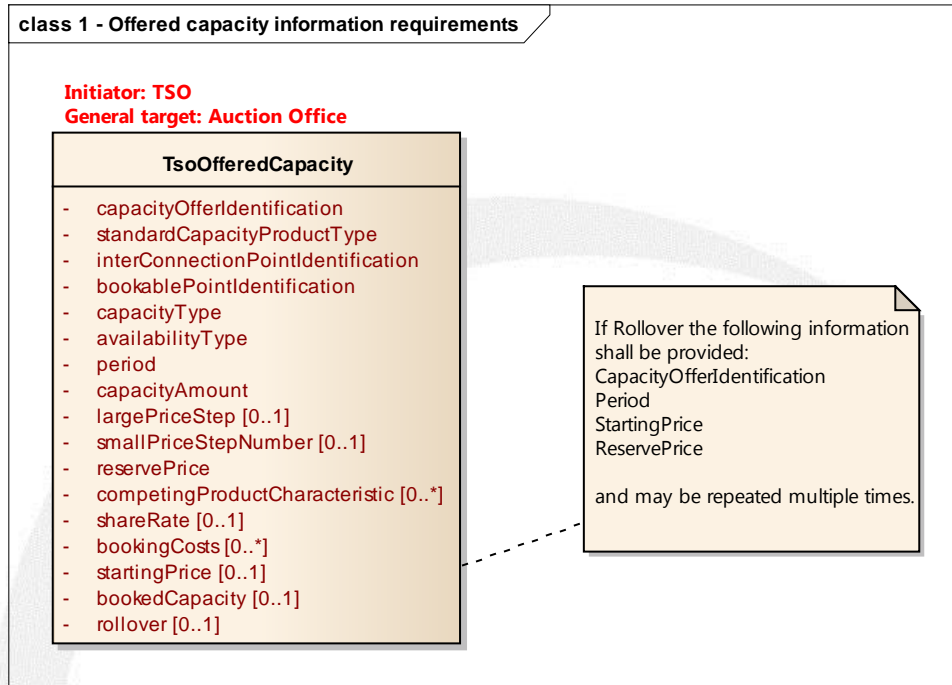 class 1 - Offered capacity information requirements
Initiator: TSO
General target: Auction Office
TsoOfferedCapacity
- capacityOfferIdentification
- standardCapacityProductType
- interConnectionPointIdentification
- bookablePointIdentification
- capacityType
- availabilityType
- period
- capacityAmount
- largePriceStep [0..1]
- smallPriceStepNumber [0..1]
- reservePrice
- competingProductCharacteristic [0..*]
- shareRate [0..1]
- bookingCosts [0..*]
- startingPrice [0..1]
- bookedCapacity [0..1]
- rollover [0..1]
If Rollover the following information
shall be provided:
CapacityOfferIdentification
Period
StartingPrice
ReservePrice
and may be repeated multiple times.